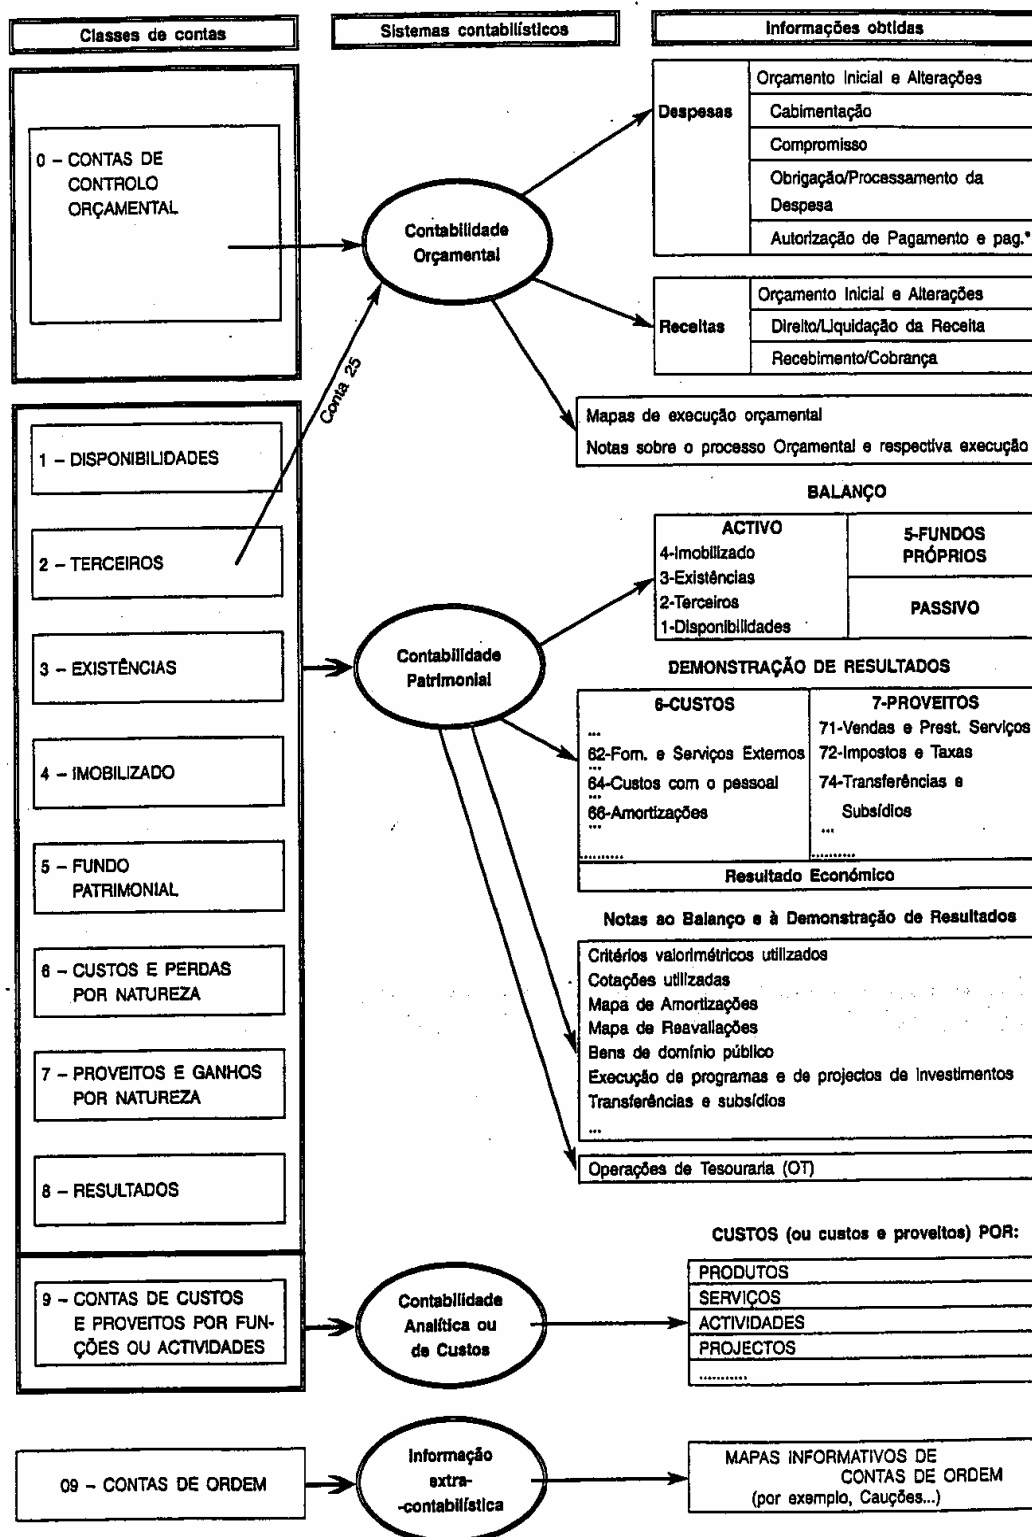 Classes de contas
Sistemas contabilísticos
Informações obtidas
0 – CONTAS DE
CONTROLO
ORÇAMENTAL
Contabilidade
Orçamental
Conta 25
Despesas
Orçamento Inicial e Alterações
Cabimentação
Compromisso
Obrigação/Processamento da
Despesa
Autorização de Pagamento e pag.*
Receitas
Orçamento Inicial e Alterações
Direito/Liquidação da Receita
Recebimento/Cobrança
Mapas de execução orçamental
Notas sobre o processo Orçamental e respectiva execução
1 – DISPONIBILIDADES
2 – TERCEIROS
3 – EXISTÊNCIAS
4 – IMOBILIZADO
5 – FUNDO
PATRIMONIAL
6 – CUSTOS E PERDAS
POR NATUREZA
7 – PROVEITOS E GANHOS
POR NATUREZA
8 – RESULTADOS
Contabilidade
Patrimonial
BALANÇO
ACTIVO
4-Imobilizado
3-Existências
2-Terceiros
1-Disponibilidades
5-FUNDOS
PRÓPRIOS
PASSIVO
DEMONSTRAÇÃO DE RESULTADOS
6-CUSTOS
...
62-Forn. e Serviços Externos
...
64-Custos com o pessoal
...
66-Amortizações
...
..........
7-PROVEITOS
71-Vendas e Prest. Serviços
72-Impostos e Taxas
74-Transferências e
Subsídios
...
..........
Resultado Económico
Notas ao Balanço e à Demonstração de Resultados
Critérios valorimétricos utilizados
Cotações utilizadas
Mapa de Amortizações
Mapa de Reavaliações
Bens de domínio público
Execução de programas e de projectos de investimentos
Transferências e subsídios
...
Operações de Tesouraria (OT)
9 – CONTAS DE CUSTOS
E PROVEITOS POR FUN-
ÇÕES OU ACTIVIDADES
Contabilidade
Analítica ou
de Custos
CUSTOS (ou custos e proveitos) POR:
PRODUTOS
SERVIÇOS
ACTIVIDADES
PROJECTOS
...........
09 – CONTAS DE ORDEM
Informação
extra-
-contabilística
MAPAS INFORMATIVOS DE
CONTAS DE ORDEM
(por exemplo, Cauções...)